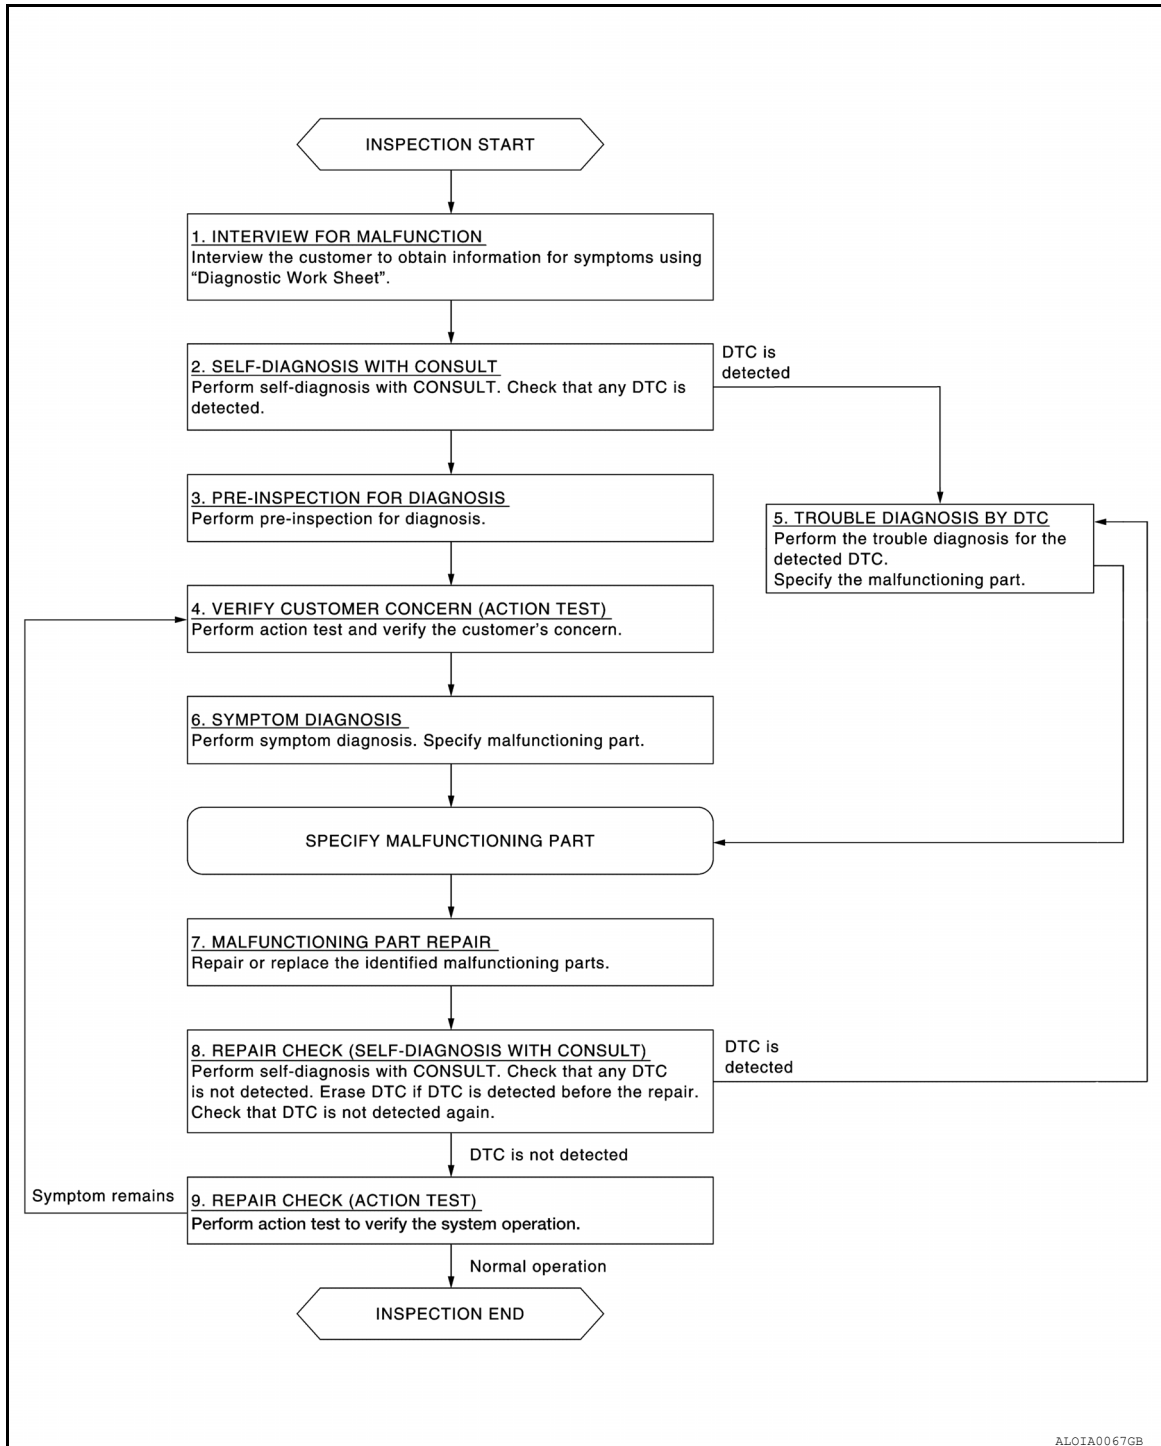 INSPECTION START
1. INTERVIEW FOR MALFUNCTION
Interview the customer to obtain information for symptoms using
“Diagnostic Work Sheet”.
2. SELF-DIAGNOSIS WITH CONSULT
Perform self-diagnosis with CONSULT. Check that any DTC is
detected.
DTC is
detected
3. PRE-INSPECTION FOR DIAGNOSIS
Perform pre-inspection for diagnosis.
5. TROUBLE DIAGNOSIS BY DTC
Perform the trouble diagnosis for the
detected DTC.
Specify the malfunctioning part.
4. VERIFY CUSTOMER CONCERN (ACTION TEST)
Perform action test and verify the customer’s concern.
6. SYMPTOM DIAGNOSIS
Perform symptom diagnosis. Specify malfunctioning part.
SPECIFY MALFUNCTIONING PART
7. MALFUNCTIONING PART REPAIR
Repair or replace the identified malfunctioning parts.
8. REPAIR CHECK (SELF-DIAGNOSIS WITH CONSULT)
Perform self-diagnosis with CONSULT. Check that any DTC
is not detected. Erase DTC if DTC is detected before the repair.
Check that DTC is not detected again.
DTC is
detected
DTC is not detected
Symptom remains
9. REPAIR CHECK (ACTION TEST)
Perform action test to verify the system operation.
Normal operation
INSPECTION END
ALOIA0067GB